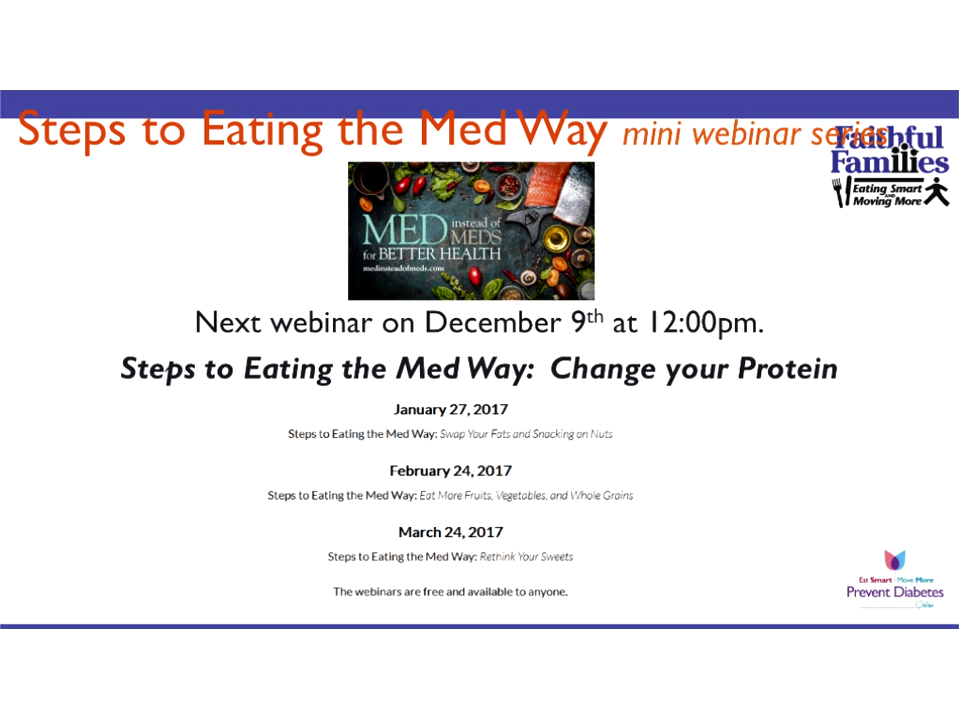 Steps to Eating the Med Way mini webinar series
Faithful
Families
Eating Smart
AND
Moving More
MED instead of
MEDS
for BETTER HEALTH
medinsteadofmeds.com
Next webinar on December 9th at 12:00pm.
Steps to Eating the Med Way: Change your Protein
January 27, 2017
Steps to Eating the Med Way: Swap Your Fats and Snacking on Nuts
February 24, 2017
Steps to Eating the Med Way: Eat More Fruits, Vegetables, and Whole Grains
March 24, 2017
Steps to Eating the Med Way: Rethink Your Sweets
The webinars are free and available to anyone.
Eat Smart Move More
Prevent Diabetes
Online